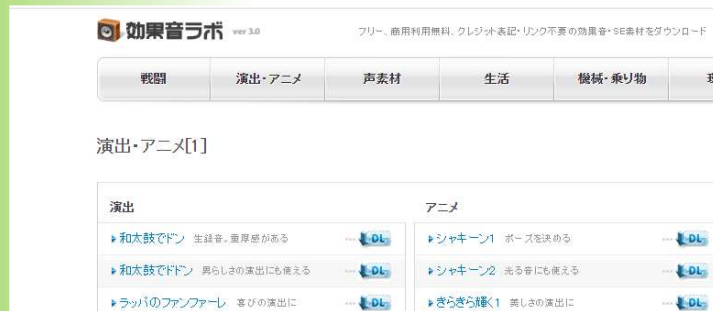 効果音ラボ ver 3.0
フリー、商用利用無料、クレジット表記・リンク不要の効果音・SE素材をダウンロード
戦闘 演出・アニメ 声素材 生活 機械・乗り物
演出・アニメ[1]
演出 アニメ
和太鼓でドン 生録音。重厚感がある DL シャキーン1 ポーズを決める DL
和太鼓でドドン 男らしさの演出にも使える DL シャキーン2 光る音にも使える DL
ラッパのファンファーレ 喜びの演出に DL きらきら輝く1 美しさの演出に DL